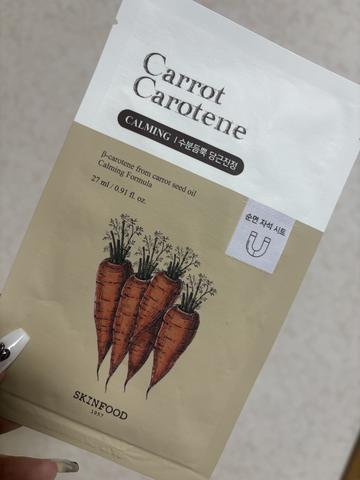 Carrot
Carotene
CALMING | 수분듬뿍 당근진정
β-carotene from carrot seed oil
Calming Formula
27 ml / 0.91 fl. oz.
순면 자석 시트
SKINFOOD
1957